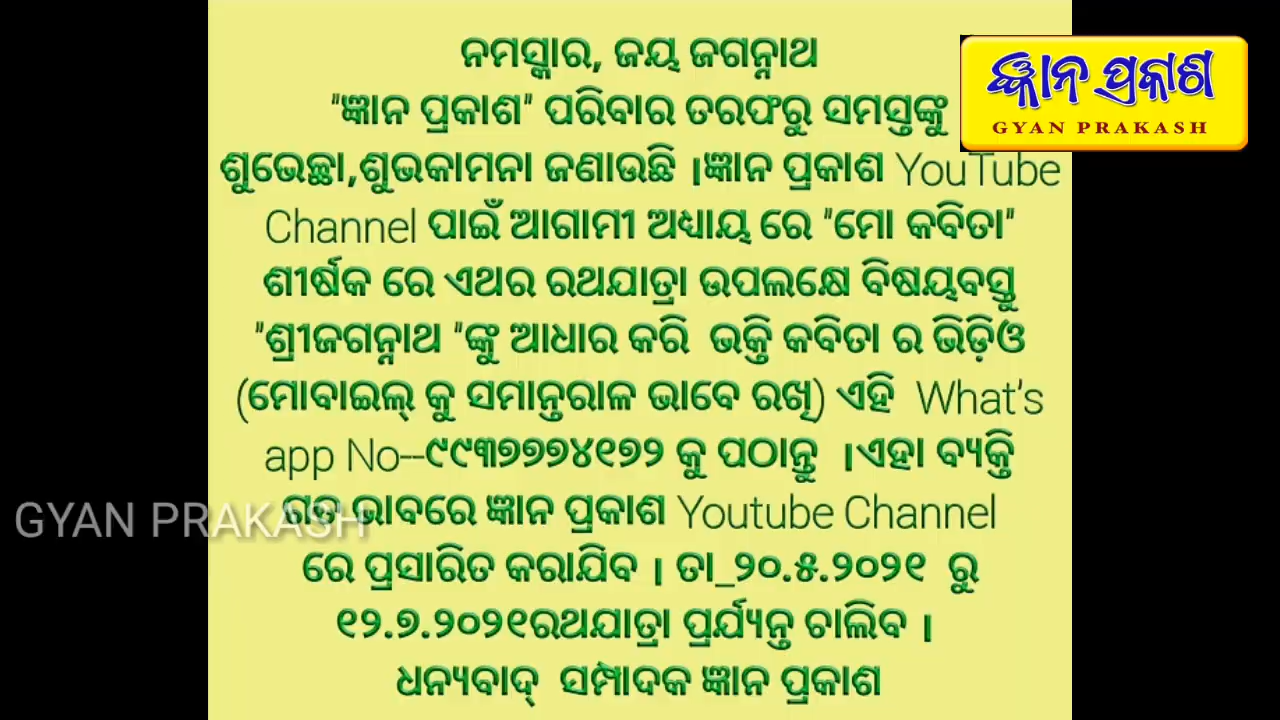 ନମସ୍କାର, ଜୟ ଜଗନ୍ନାଥ
"ଜ୍ଞାନ ପ୍ରକାଶ" ପରିବାର ତରଫରୁ ସମସ୍ତଙ୍କୁ
ଜ୍ଞାନ ପ୍ରକାଶ
GYAN PRAKASH
ଶୁଭେଚ୍ଛା,ଶୁଭକାମନା ଜଣାଉଛି ।ଜ୍ଞାନ ପ୍ରକାଶ YouTube
Channel ପାଇଁ ଆଗାମୀ ଅଧ୍ୟାୟ ରେ "ମୋ କବିତା"
ଶୀର୍ଷକ ରେ ଏଥର ରଥଯାତ୍ରା ଉପଲକ୍ଷେ ବିଷୟବସ୍ତୁ
"ଶ୍ରୀଜଗନ୍ନାଥ "ଙ୍କୁ ଆଧାର କରି ଭକ୍ତି କବିତା ର ଭିଡ଼ିଓ
(ମୋବାଇଲ୍ କୁ ସମାନ୍ତରାଳ ଭାବେ ରଖି) ଏହି What's
app No--୯୯୩୭୭୭୪୧୭୨ କୁ ପଠାନ୍ତୁ ।ଏହା ବ୍ୟକ୍ତି
ଗତ ଭାବରେ ଜ୍ଞାନ ପ୍ରକାଶ Youtube Channel
GYAN PRAKASH
ରେ ପ୍ରସାରିତ କରାଯିବ । ତା_୨୦.୫.୨୦୨୧ ରୁ
୧୨.୭.୨୦୨୧ରଥଯାତ୍ରା ପ୍ରର୍ଯ୍ୟନ୍ତ ଚାଲିବ ।
ଧନ୍ୟବାଦ୍ ସମ୍ପାଦକ ଜ୍ଞାନ ପ୍ରକାଶ